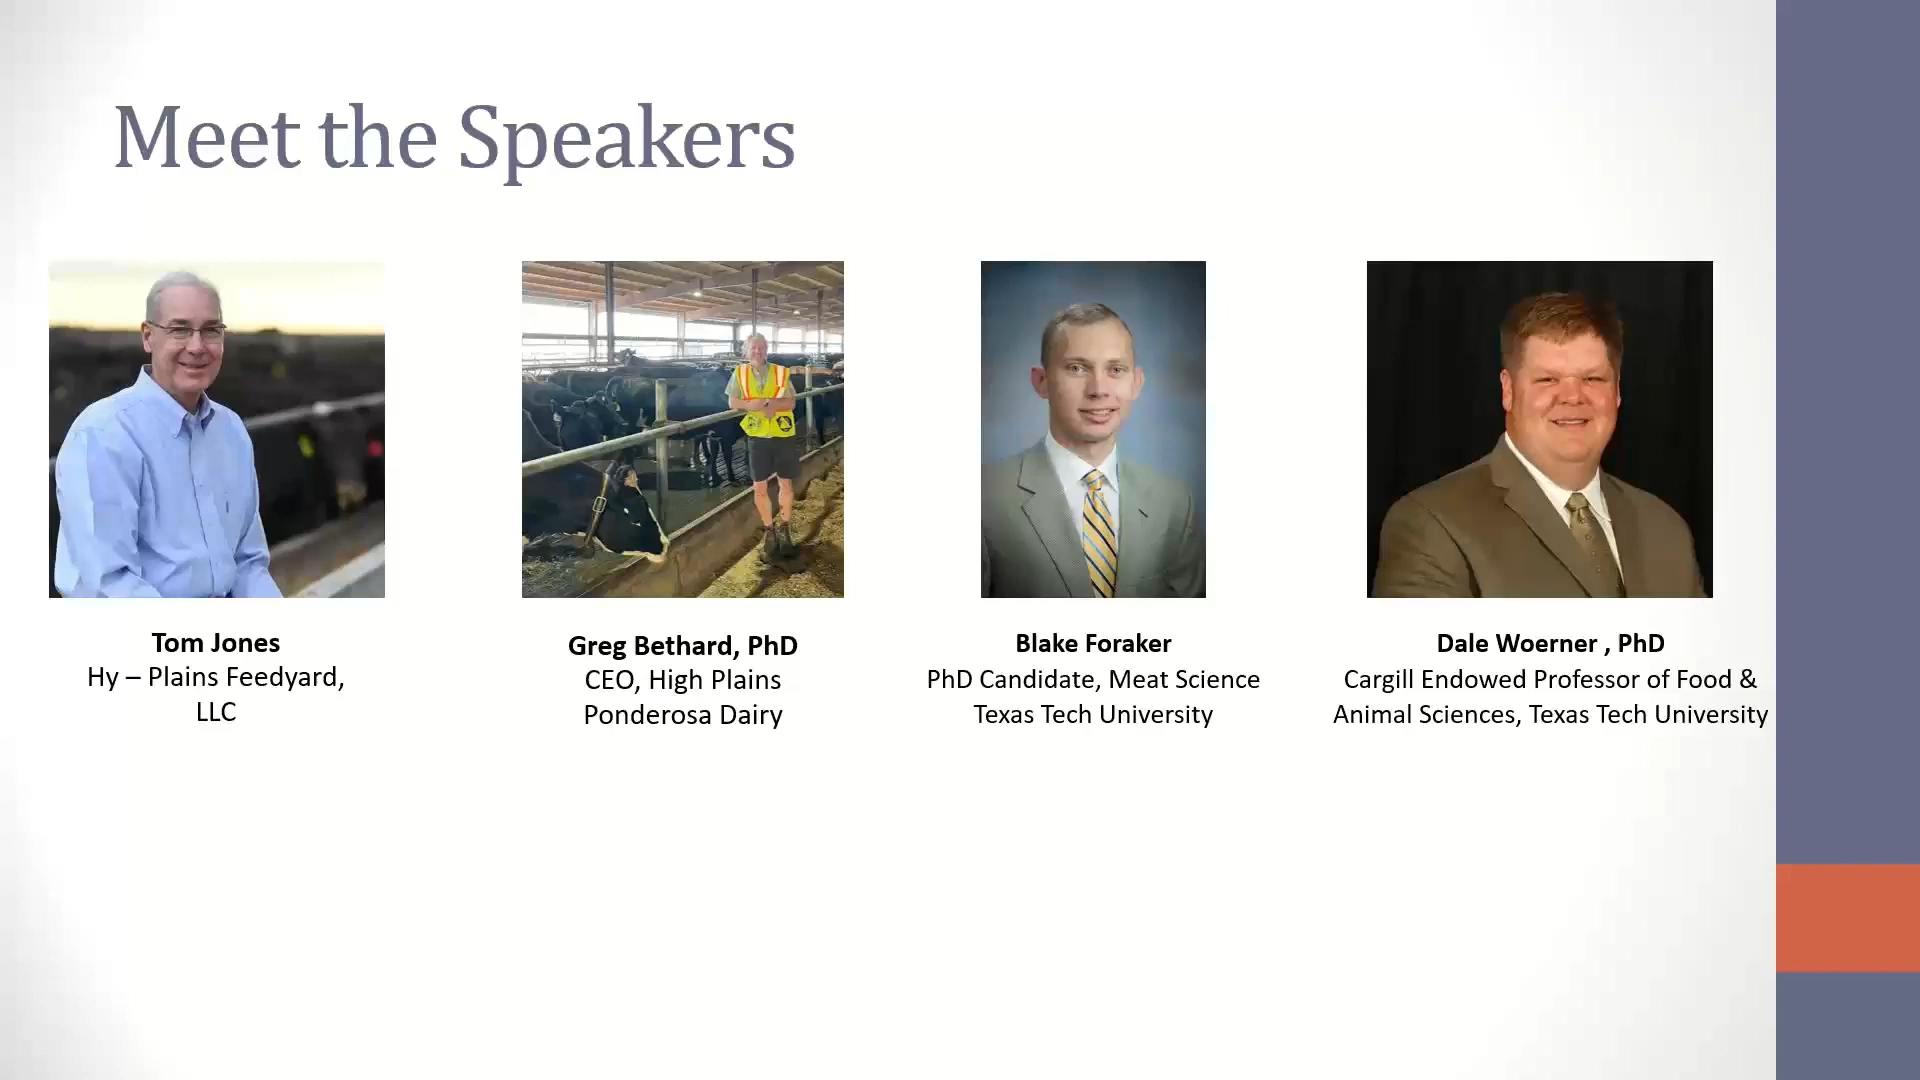 Meet the Speakers
Tom Jones
Hy – Plains Feedyard,
LLC
Greg Bethard, PhD
CEO, High Plains
Ponderosa Dairy
Blake Foraker
PhD Candidate, Meat Science
Texas Tech University
Dale Woerner , PhD
Cargill Endowed Professor of Food &
Animal Sciences, Texas Tech University